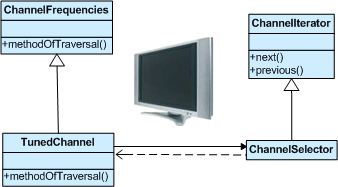 ChannelFrequencies
+methodOfTraversal()
ChannelIterator
+next()
+previous()
TunedChannel
+methodOfTraversal()
ChannelSelector